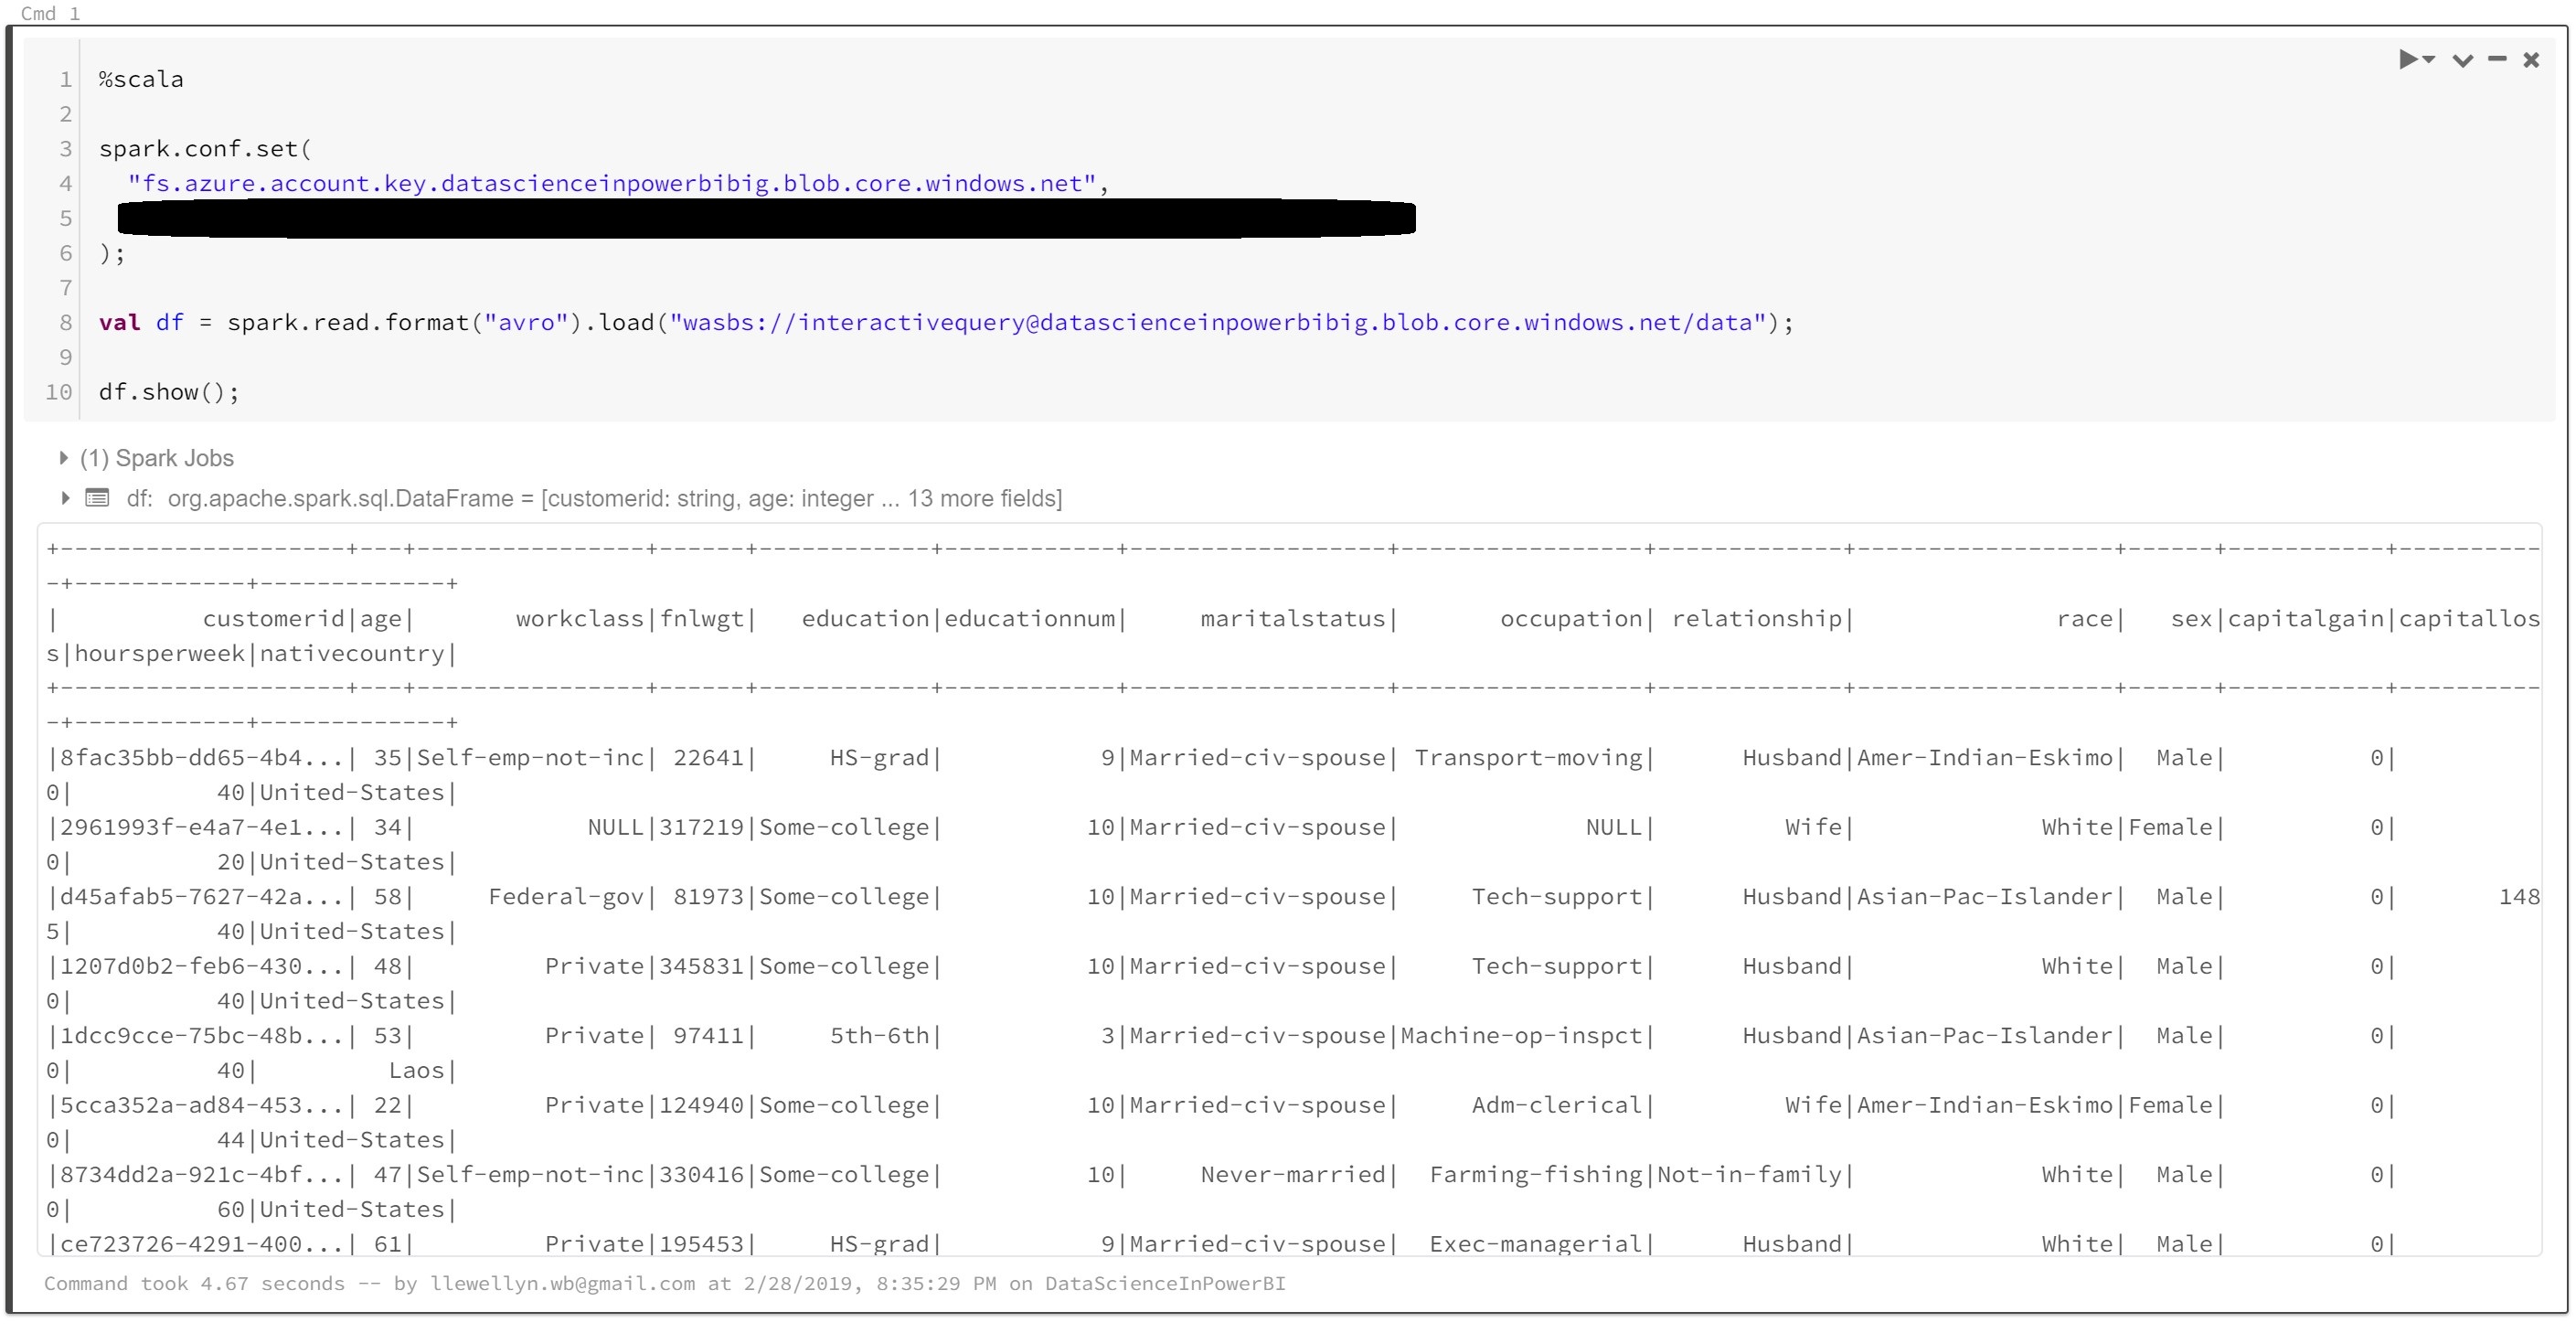 Cmd 1
1 %scala
2
3 spark.conf.set(
4   "fs.azure.account.key.datascienceinpowerbibig.blob.core.windows.net",
5
6 );
7
8 val df = spark.read.format("avro").load("wasbs://interactivequery@datascienceinpowerbibig.blob.core.windows.net/data");
9
10 df.show();
(1) Spark Jobs
df: org.apache.spark.sql.DataFrame = [customerid: string, age: integer ... 13 more fields]
+--------------------+---+----------------+------+------------+------------+------------------+-----------------+-------------+------------------+------+-----------+----------
-+------------+-------------+
|          customerid|age|       workclass|fnlwgt|   education|educationnum|     maritalstatus|       occupation| relationship|              race|   sex|capitalgain|capitallos
s|hoursperweek|nativecountry|
+--------------------+---+----------------+------+------------+------------+------------------+-----------------+-------------+------------------+------+-----------+----------
-+------------+-------------+
|8fac35bb-dd65-4b4...| 35|Self-emp-not-inc| 22641|     HS-grad|           9|Married-civ-spouse| Transport-moving|      Husband|Amer-Indian-Eskimo|  Male|          0|
0|          40|United-States|
|2961993f-e4a7-4e1...| 34|            NULL|317219|Some-college|          10|Married-civ-spouse|             NULL|         Wife|             White|Female|          0|
0|          20|United-States|
|d45afab5-7627-42a...| 58|     Federal-gov| 81973|Some-college|          10|Married-civ-spouse|     Tech-support|      Husband|Asian-Pac-Islander|  Male|          0|       148
5|          40|United-States|
|1207d0b2-feb6-430...| 48|         Private|345831|Some-college|          10|Married-civ-spouse|     Tech-support|      Husband|             White|  Male|          0|
0|          40|United-States|
|1dcc9cce-75bc-48b...| 53|         Private| 97411|     5th-6th|           3|Married-civ-spouse|Machine-op-inspct|      Husband|Asian-Pac-Islander|  Male|          0|
0|          40|         Laos|
|5cca352a-ad84-453...| 22|         Private|124940|Some-college|          10|Married-civ-spouse|     Adm-clerical|         Wife|Amer-Indian-Eskimo|Female|          0|
0|          44|United-States|
|8734dd2a-921c-4bf...| 47|Self-emp-not-inc|330416|Some-college|          10|     Never-married|  Farming-fishing|Not-in-family|             White|  Male|          0|
0|          60|United-States|
|ce723726-4291-400...| 61|         Private|195453|     HS-grad|           9|Married-civ-spouse|  Exec-managerial|      Husband|             White|  Male|          0|
Command took 4.67 seconds -- by llewellyn.wb@gmail.com at 2/28/2019, 8:35:29 PM on DataScienceInPowerBI